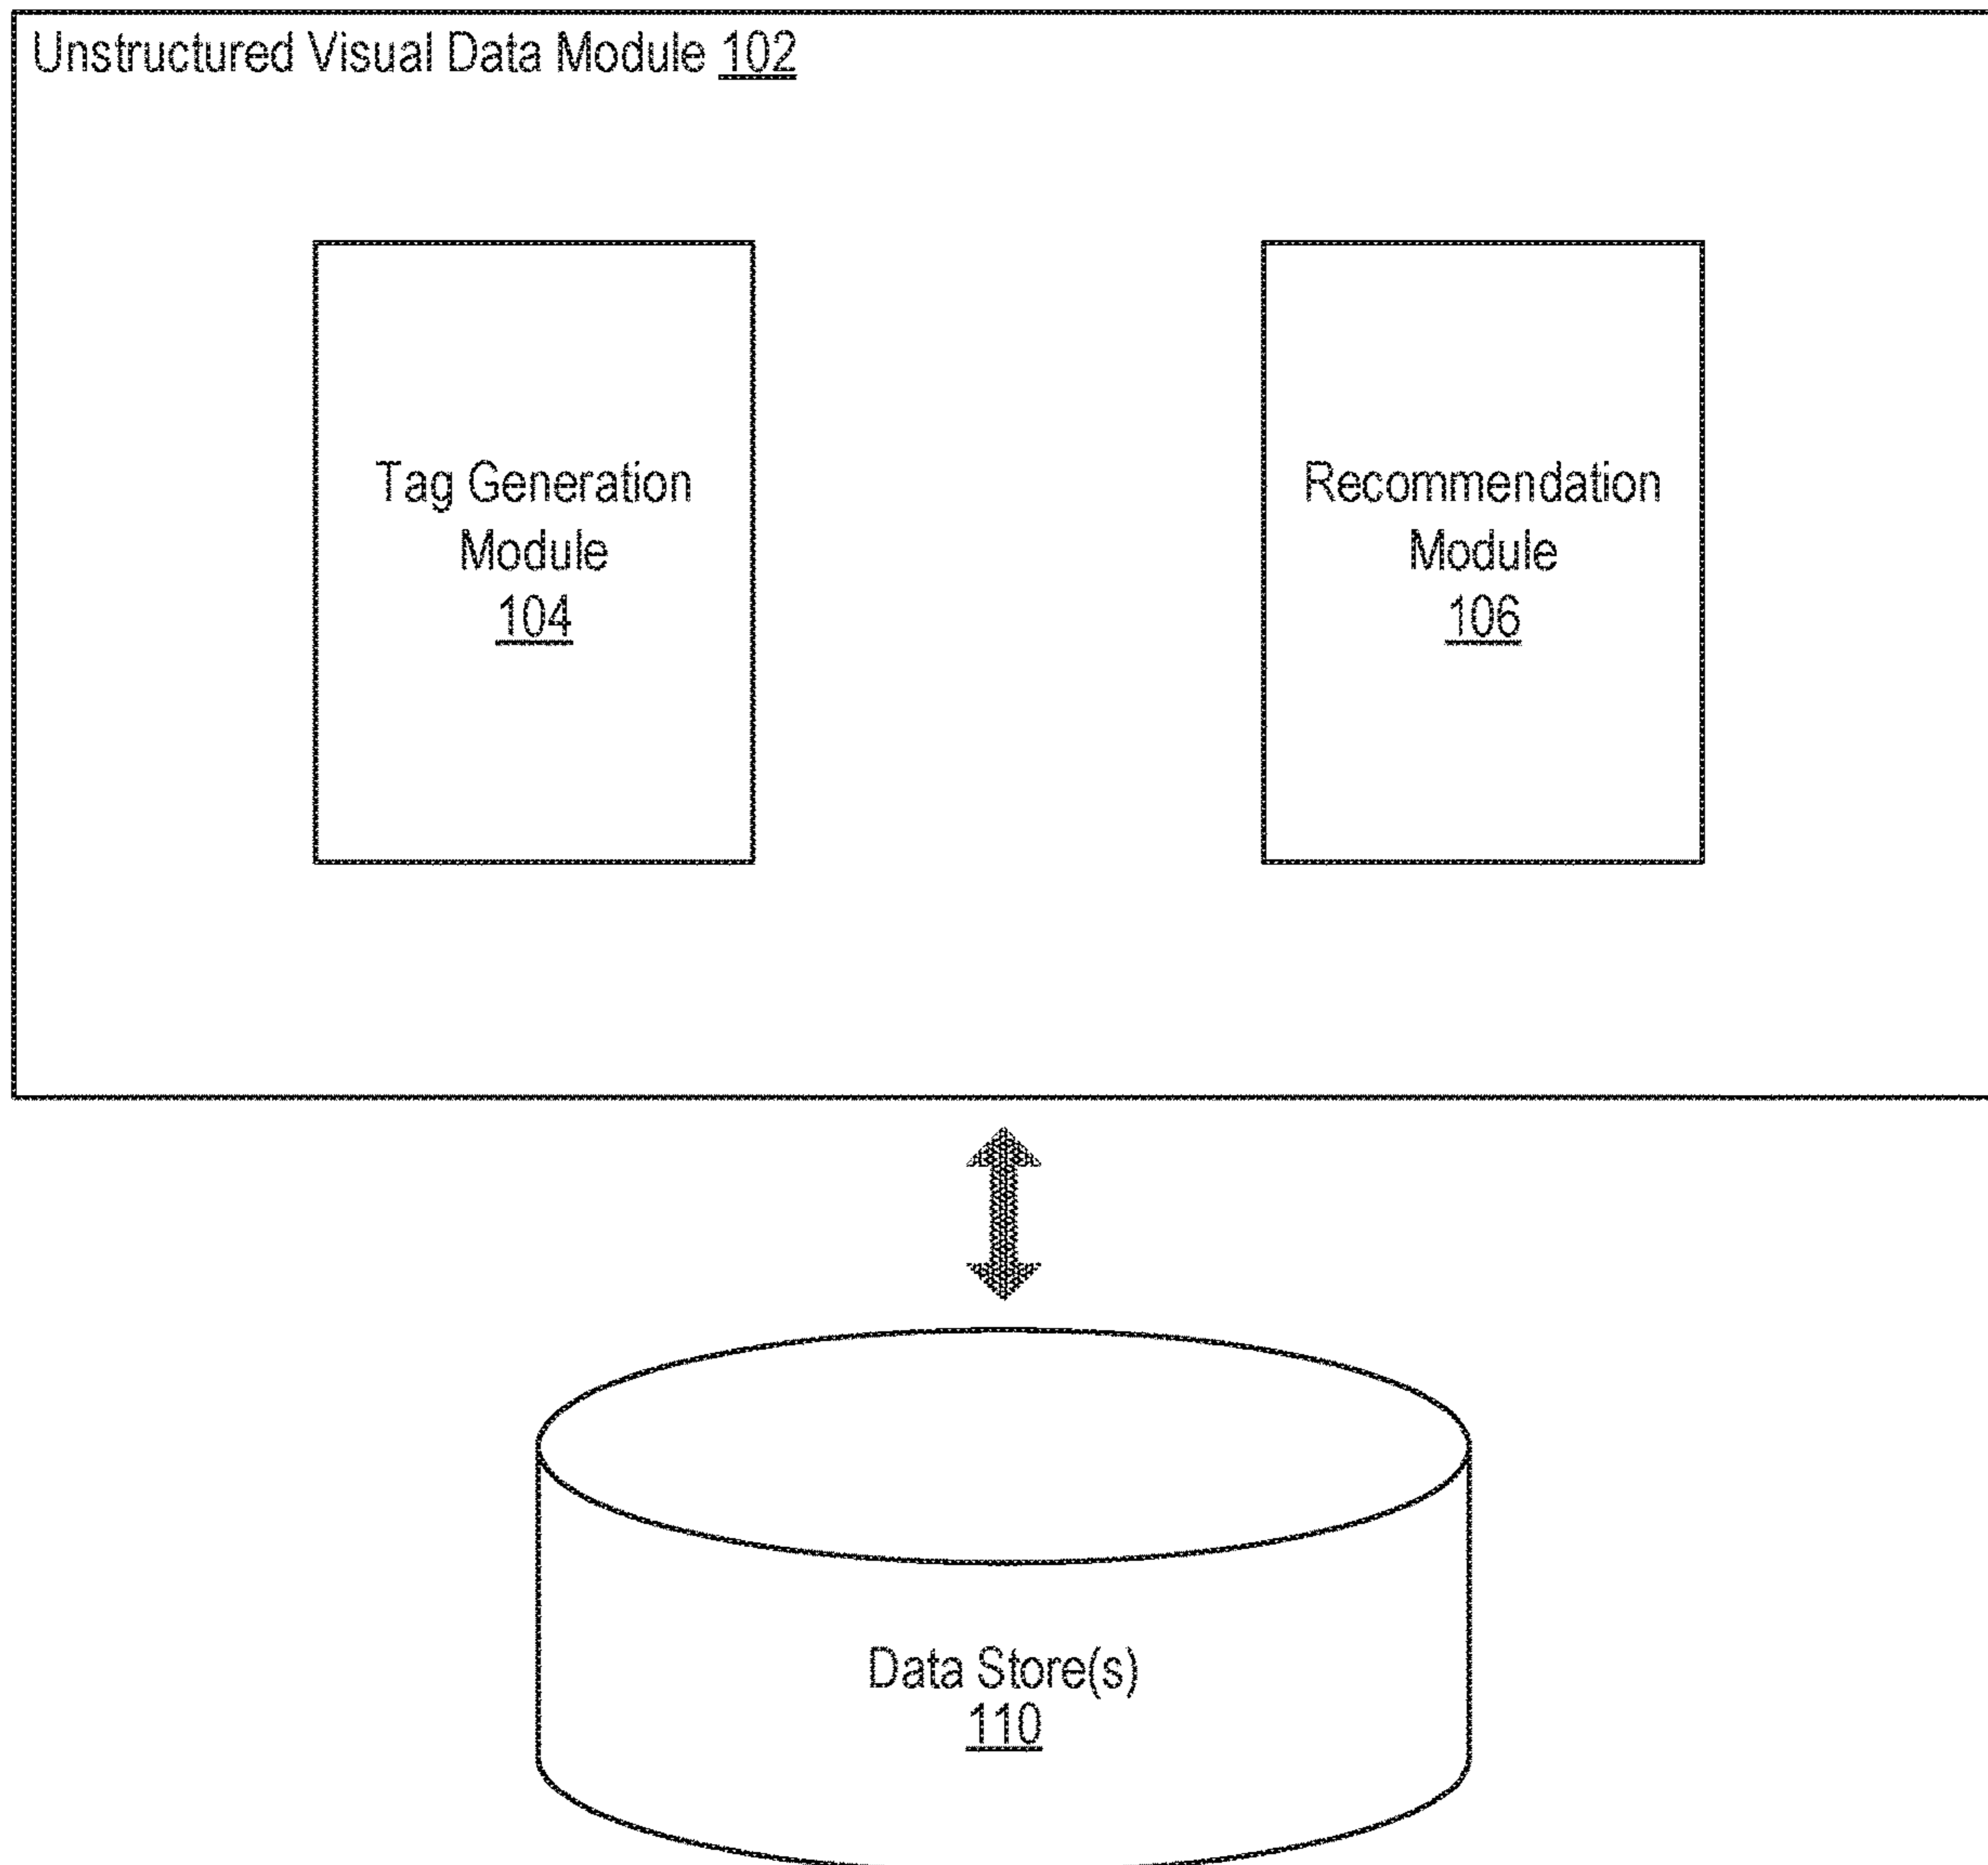 Unstructured Visual Data Module 102
Tag Generation
Module
104
Recommendation
Module
106
Data Store(s)
110